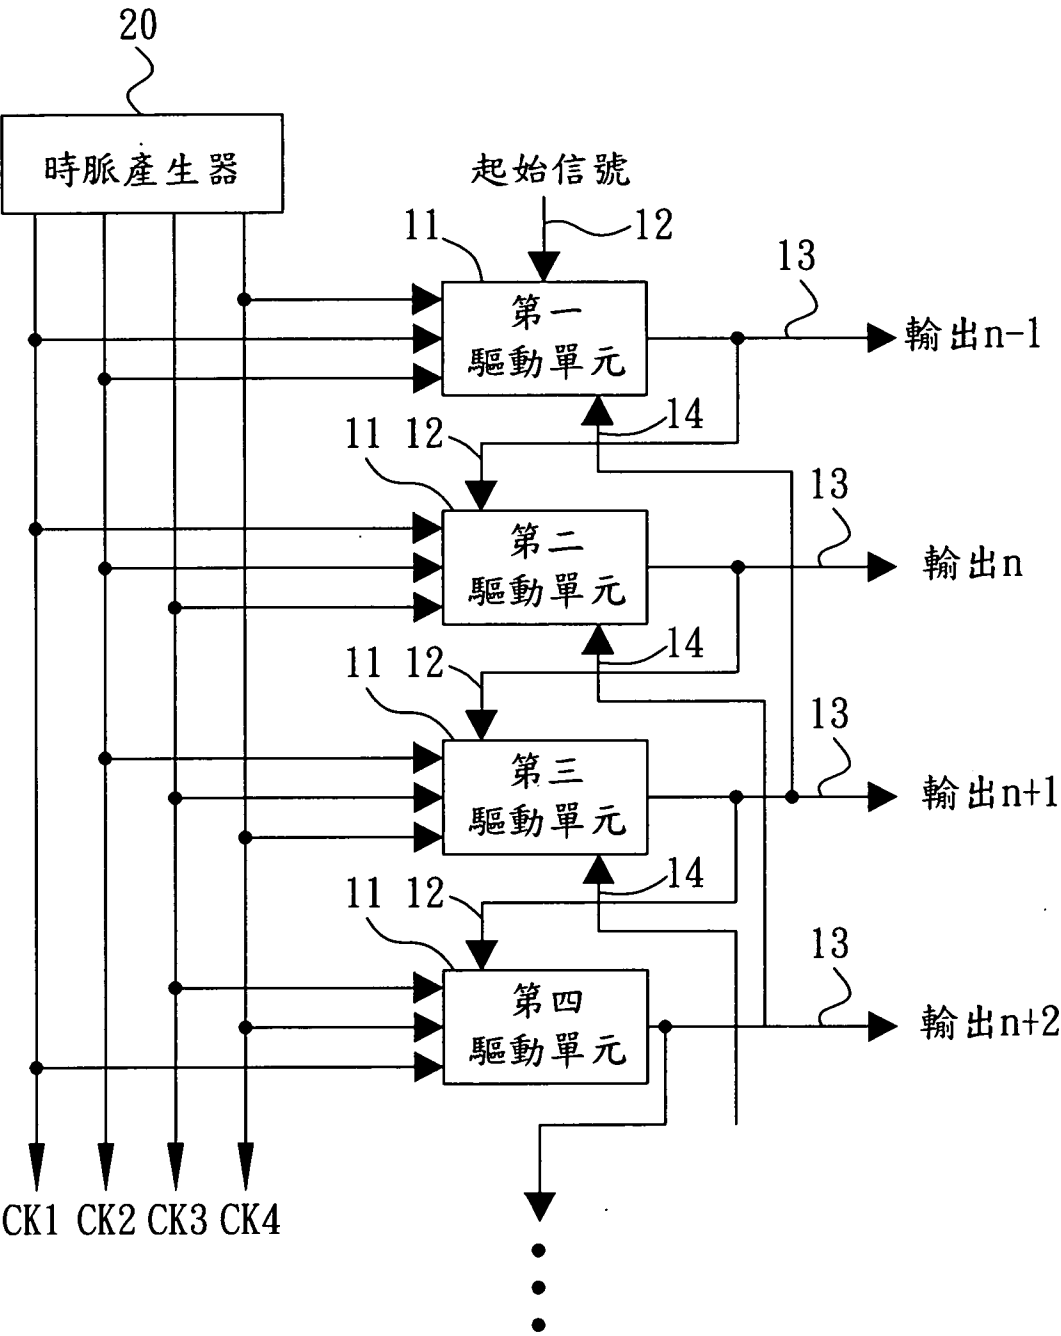 20
時脈產生器
起始信號
11
12
13
第一
驅動單元
輸出n-1
14
11
12
13
第二
驅動單元
輸出n
14
11
12
13
第三
驅動單元
輸出n+1
14
11
12
13
第四
驅動單元
輸出n+2
CK1
CK2
CK3
CK4